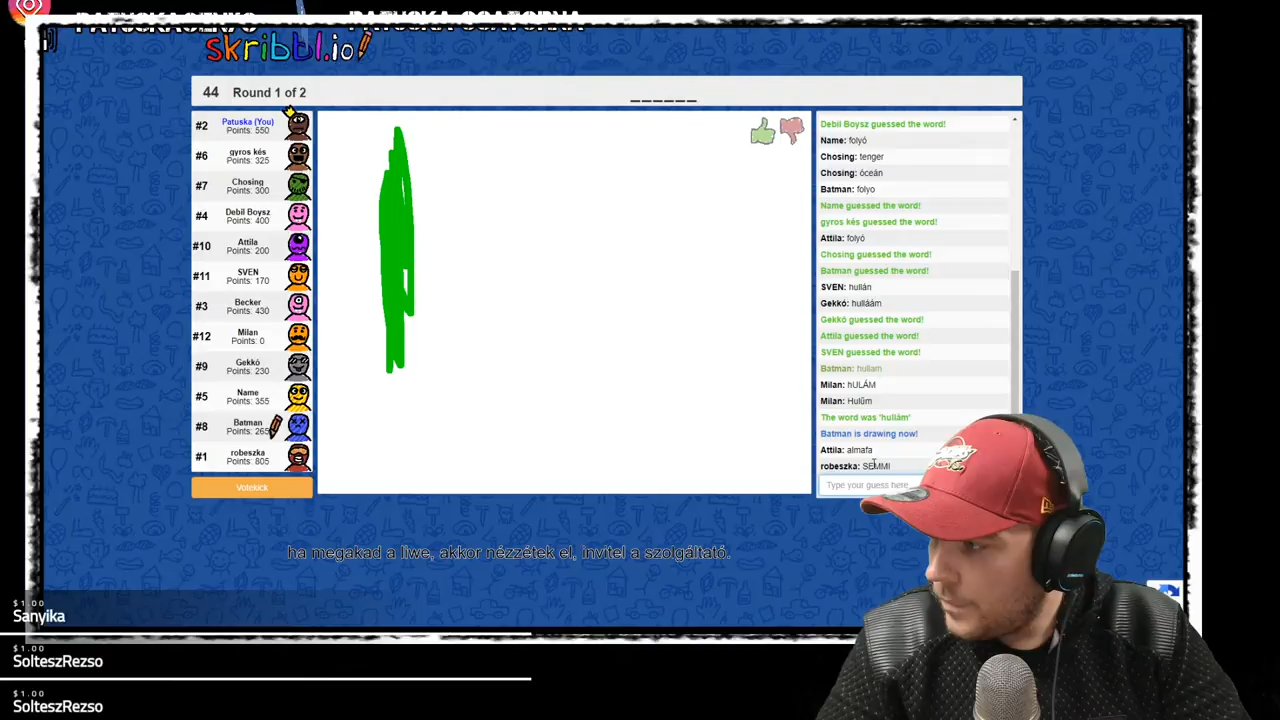 skribbl.io!
44 Round 1 of 2
______
#2 Patuska (You)
Points: 550
#6 gyros kés
Points: 325
#7 Chosing
Points: 300
#4 Debil Boysz
Points: 400
#10 Attila
Points: 200
#11 SVEN
Points: 170
#3 Becker
Points: 430
#12 Milan
Points: 0
#9 Gekkó
Points: 230
#5 Name
Points: 355
#8 Batman
Points: 265
#1 robeszka
Points: 805
Votekick
Debil Boysz guessed the word!
Name: folyó
Chosing: tenger
Chosing: óceán
Batman: folyo
Name guessed the word!
gyros kés guessed the word!
Attila: folyó
Chosing guessed the word!
Batman guessed the word!
SVEN: hullán
Gekkó: hulláám
Gekkó guessed the word!
Attila guessed the word!
SVEN guessed the word!
Batman: hullam
Milan: hULÁM
Milan: Hulűm
The word was 'hullám'
Batman is drawing now!
Attila: almafa
robeszka: SEMMI
Type your guess here...
ha megakad a liwe, akkor nézzétek el, invitel a szolgáltató.
$1.00
Sanyika
$1.00
SolteszRezso
$1.00
SolteszRezso